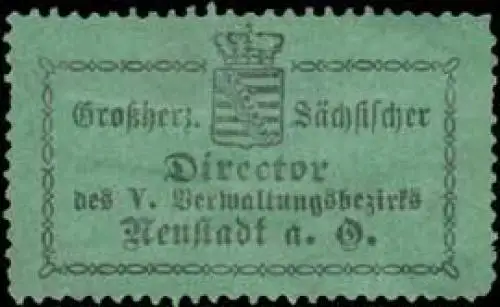 Großherz. Sächsischer
Director
des V. Verwaltungsbezirks
Neustadt a. O.